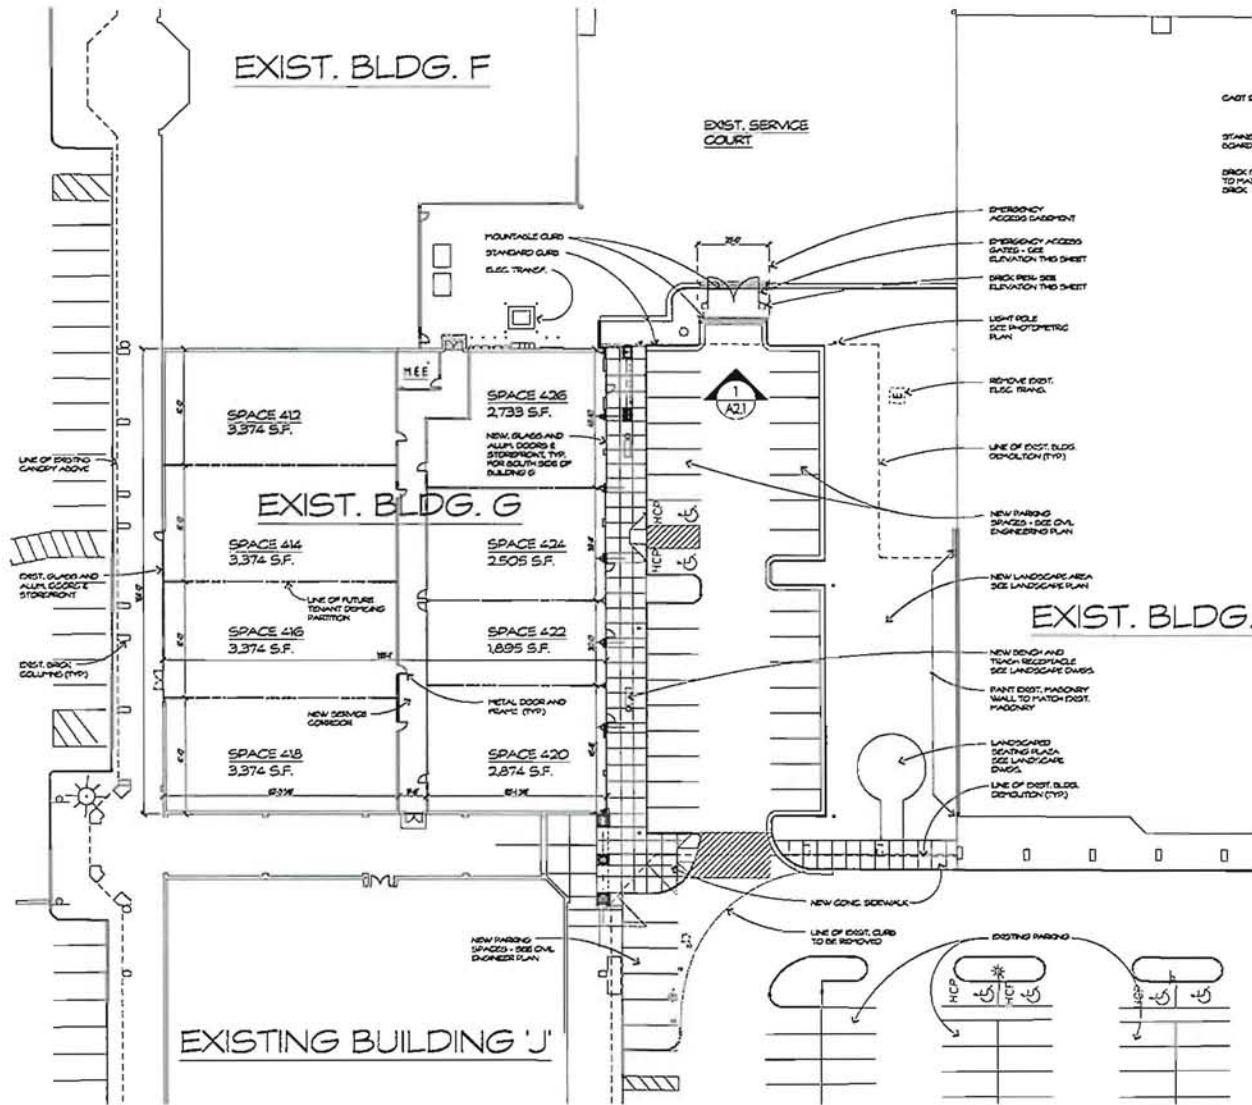 EXIST. BLDG. F
EXIST. SERVICE
COURT
EMERGENCY
ACCESS EASEMENT
EMERGENCY ACCESS
GATES - SEE
ELEVATION THIS SHEET
BRICK PIER. SEE
ELEVATION THIS SHEET
MOUNTABLE CURB
STANDARD CURB
ELEC. TRANSF.
LIGHT POLE
SEE PHOTOMETRIC
PLAN
REMOVE EXIST.
ELEC. TRANS.
E
1
A2.1
LINE OF EXIST. BLDG.
DEMOLITION (TYP.)
NEW PARKING
SPACES - SEE CIVIL
ENGINEERING PLAN
NEW LANDSCAPE AREA
SEE LANDSCAPE PLAN
EXIST. BLDG.
NEW BENCH AND
TRASH RECEPTACLE
SEE LANDSCAPE DWGS.
PAINT EXIST. MASONRY
WALL TO MATCH EXIST.
MASONRY
LANDSCAPED
SEATING PLAZA
SEE LANDSCAPE
DWGS.
LINE OF EXIST. BLDG.
DEMOLITION (TYP.)
SPACE 412
3,374 S.F.
SPACE 426
2,733 S.F.
NEW GLASS AND
ALUM. DOORS &
STOREFRONT, TYP.
FOR SOUTH SIDE OF
BUILDING G
LINE OF EXISTING
CANOPY ABOVE
EXIST. BLDG. G
SPACE 414
3,374 S.F.
SPACE 424
2,505 S.F.
HCP
HCP
EXIST. GLASS AND
ALUM. DOORS &
STOREFRONT
LINE OF FUTURE
TENANT DEMISING
PARTITION
SPACE 416
3,374 S.F.
SPACE 422
1,895 S.F.
EXIST. BRICK
COLUMNS (TYP.)
NEW SERVICE
CORRIDOR
METAL DOOR AND
FRAME (TYP.)
SPACE 418
3,374 S.F.
SPACE 420
2,874 S.F.
NEW CONC. SIDEWALK
LINE OF EXIST. CURB
TO BE REMOVED
EXISTING PARKING
NEW PARKING
SPACES - SEE CIVIL
ENGINEER PLAN
HCP
HCP
HCP
EXISTING BUILDING 'J'